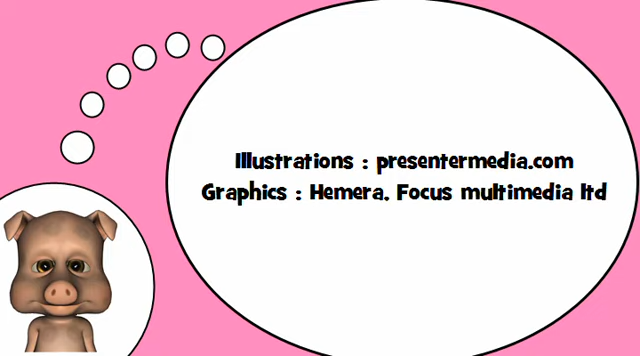 Illustrations : presentermedia.com
Graphics : Hemera. Focus multimedia ltd